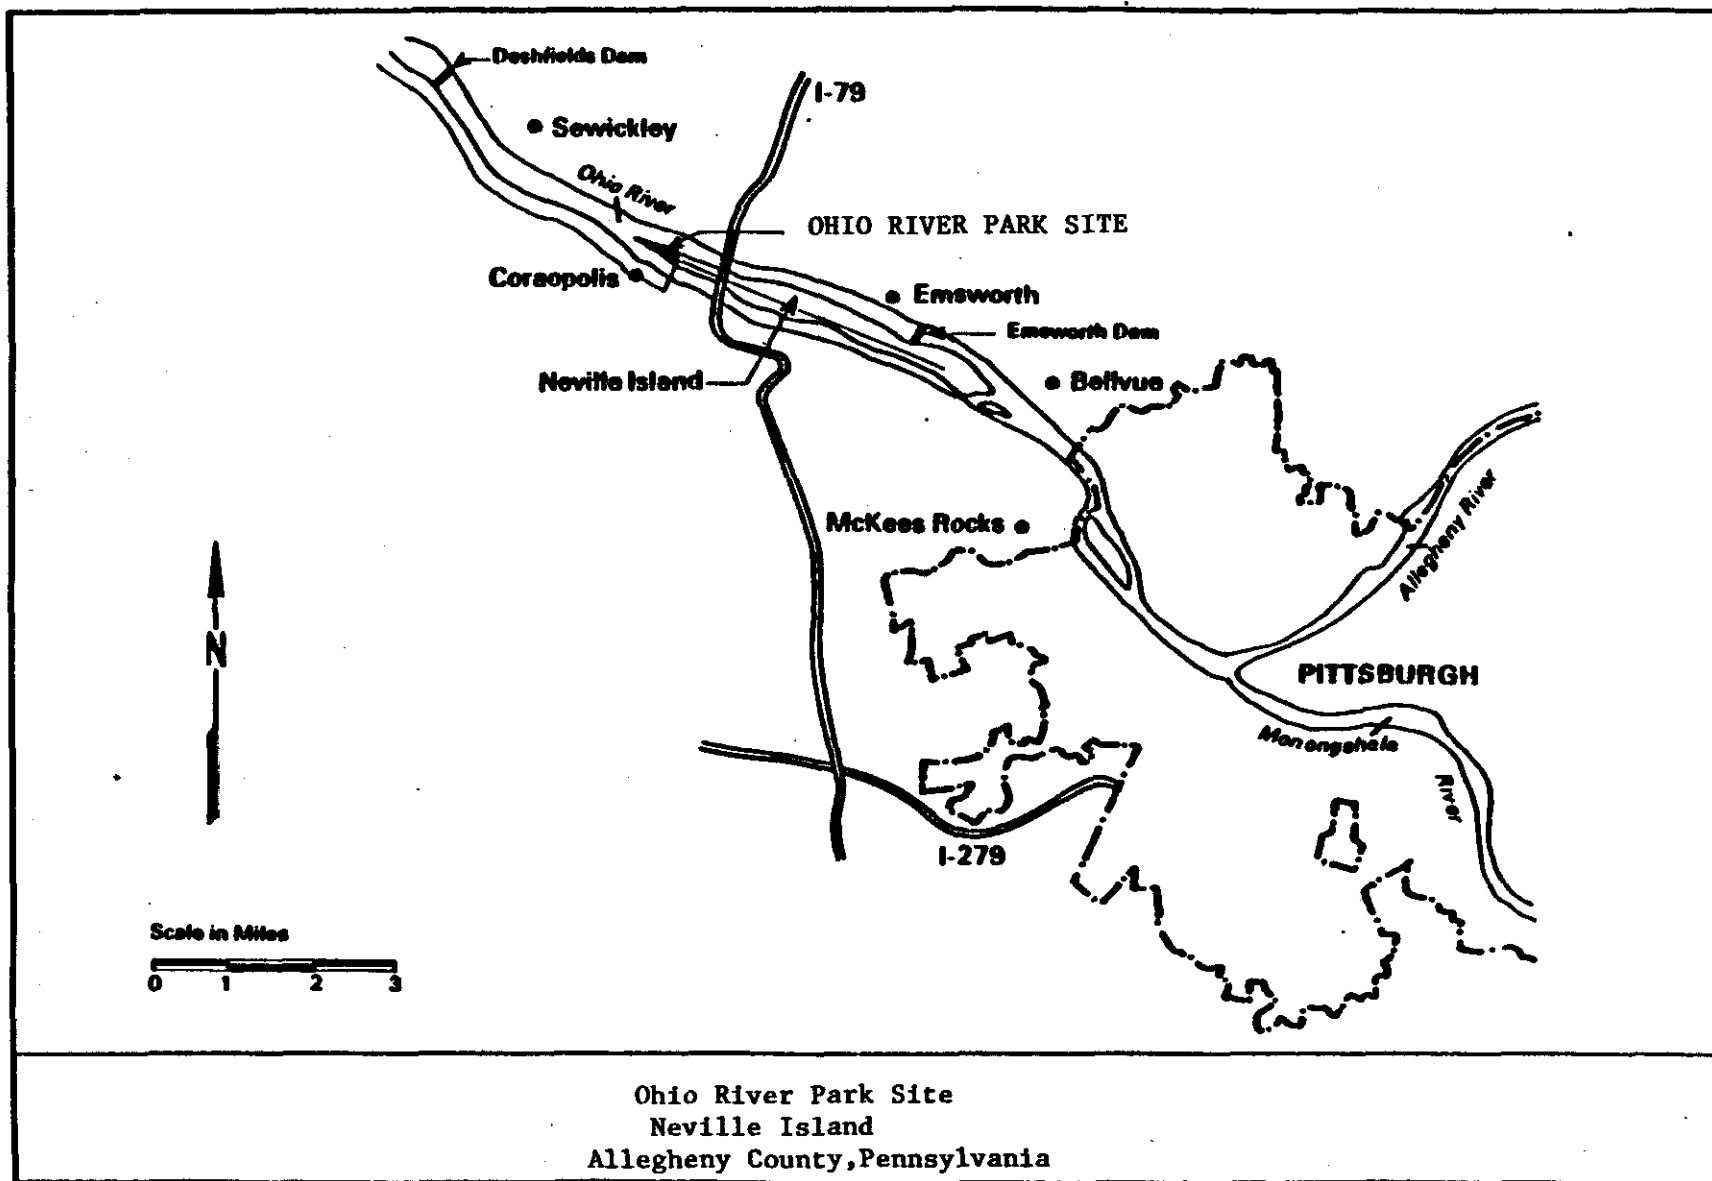 Deshfields Dam
I-79
Sewickley
Ohio River
OHIO RIVER PARK SITE
Coraopolis
Emsworth
Emsworth Dam
Neville Island
Bellvue
McKees Rocks
Allegheny River
N
PITTSBURGH
Monongahela
River
I-279
Scale in Miles
0 1 2 3
Ohio River Park Site
Neville Island
Allegheny County,Pennsylvania